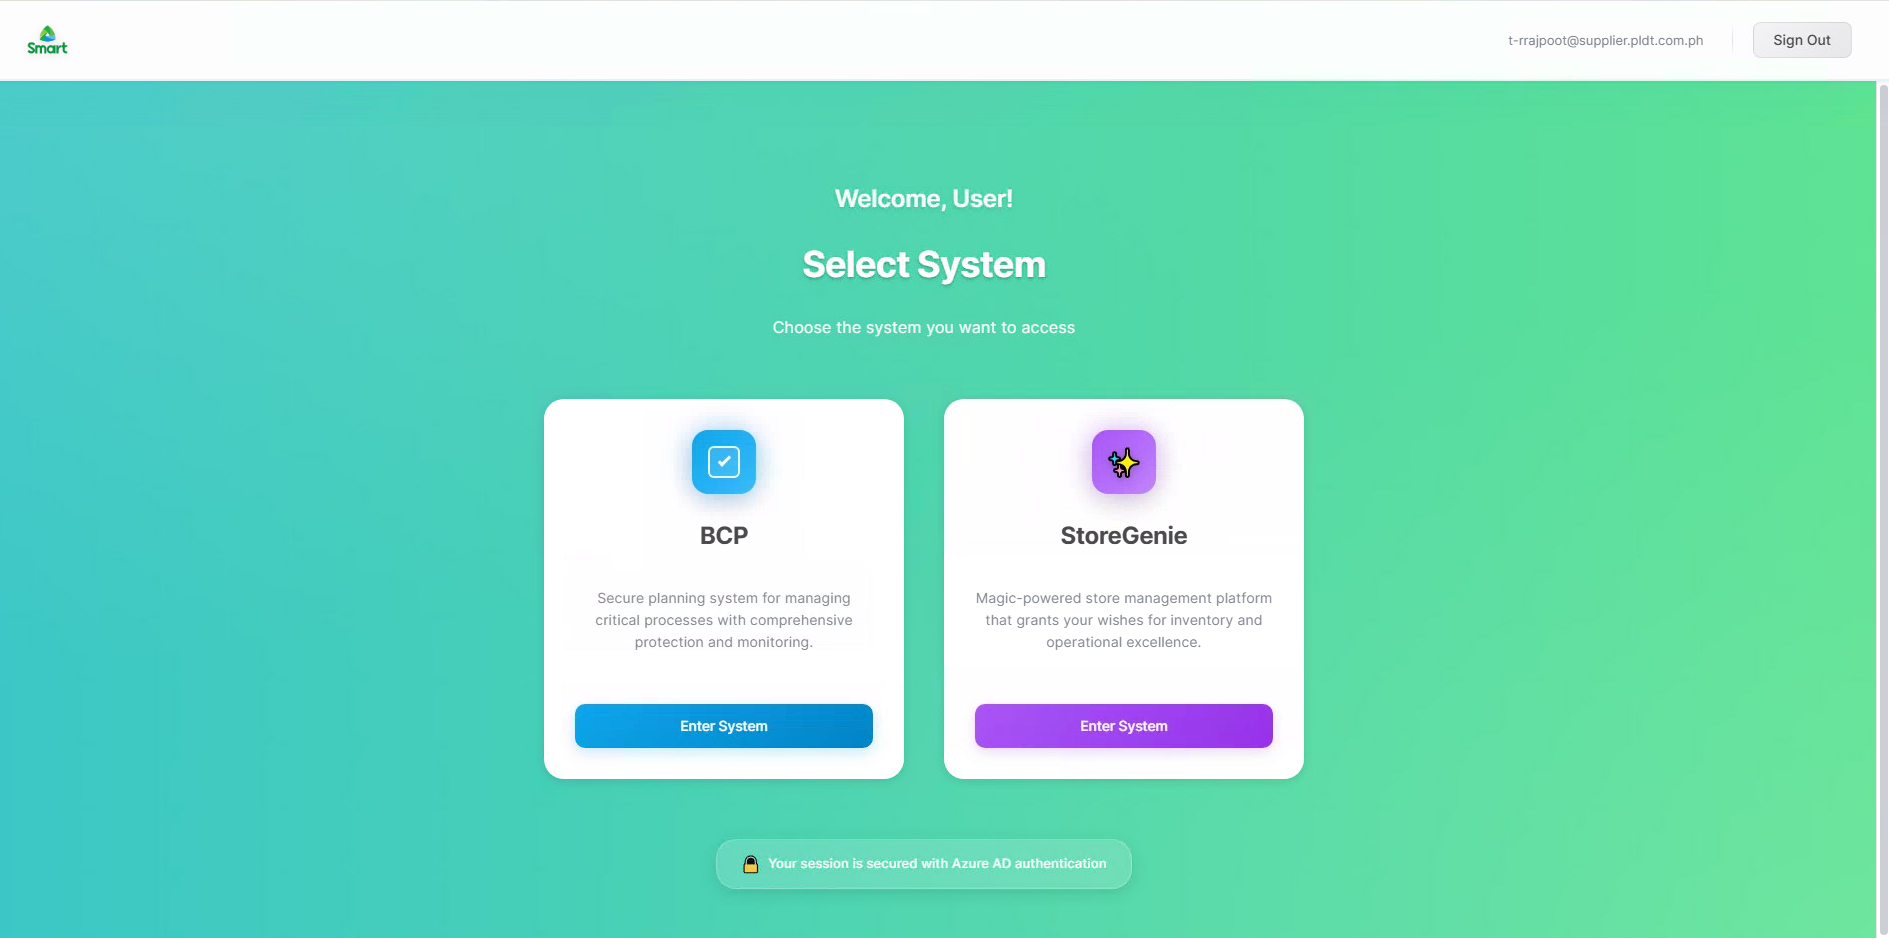 Smart
t-rrajpoot@supplier.pldt.com.ph
Sign Out
Welcome, User!
Select System
Choose the system you want to access
BCP
Secure planning system for managing
critical processes with comprehensive
protection and monitoring.
Enter System
StoreGenie
Magic-powered store management platform
that grants your wishes for inventory and
operational excellence.
Enter System
Your session is secured with Azure AD authentication